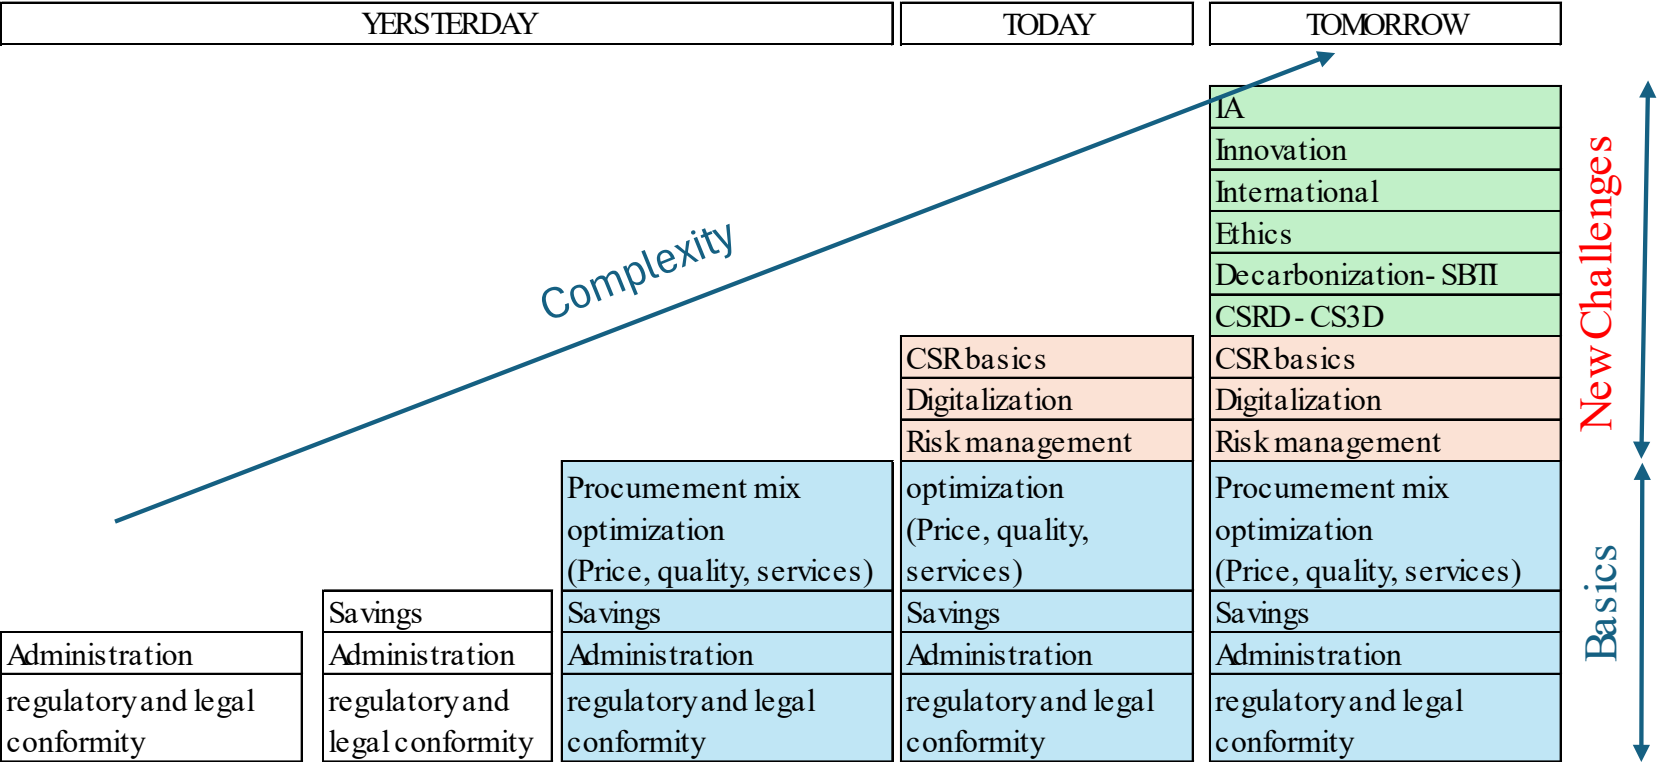 YERSTERDAY
TODAY
TOMORROW
Complexity
IA
Innovation
International
Ethics
Decarbonization- SBTI
CSRD - CS3D
CSR basics
Digitalization
Risk management
CSR basics
Digitalization
Risk management
New Challenges
Procumement mix
optimization
(Price, quality, services)
optimization
(Price, quality,
services)
Procumement mix
optimization
(Price, quality, services)
Savings
Savings
Savings
Savings
Administration
Administration
Administration
Administration
Administration
regulatory and legal
conformity
regulatory and
legal conformity
regulatory and legal
conformity
regulatory and legal
conformity
regulatory and legal
conformity
Basics